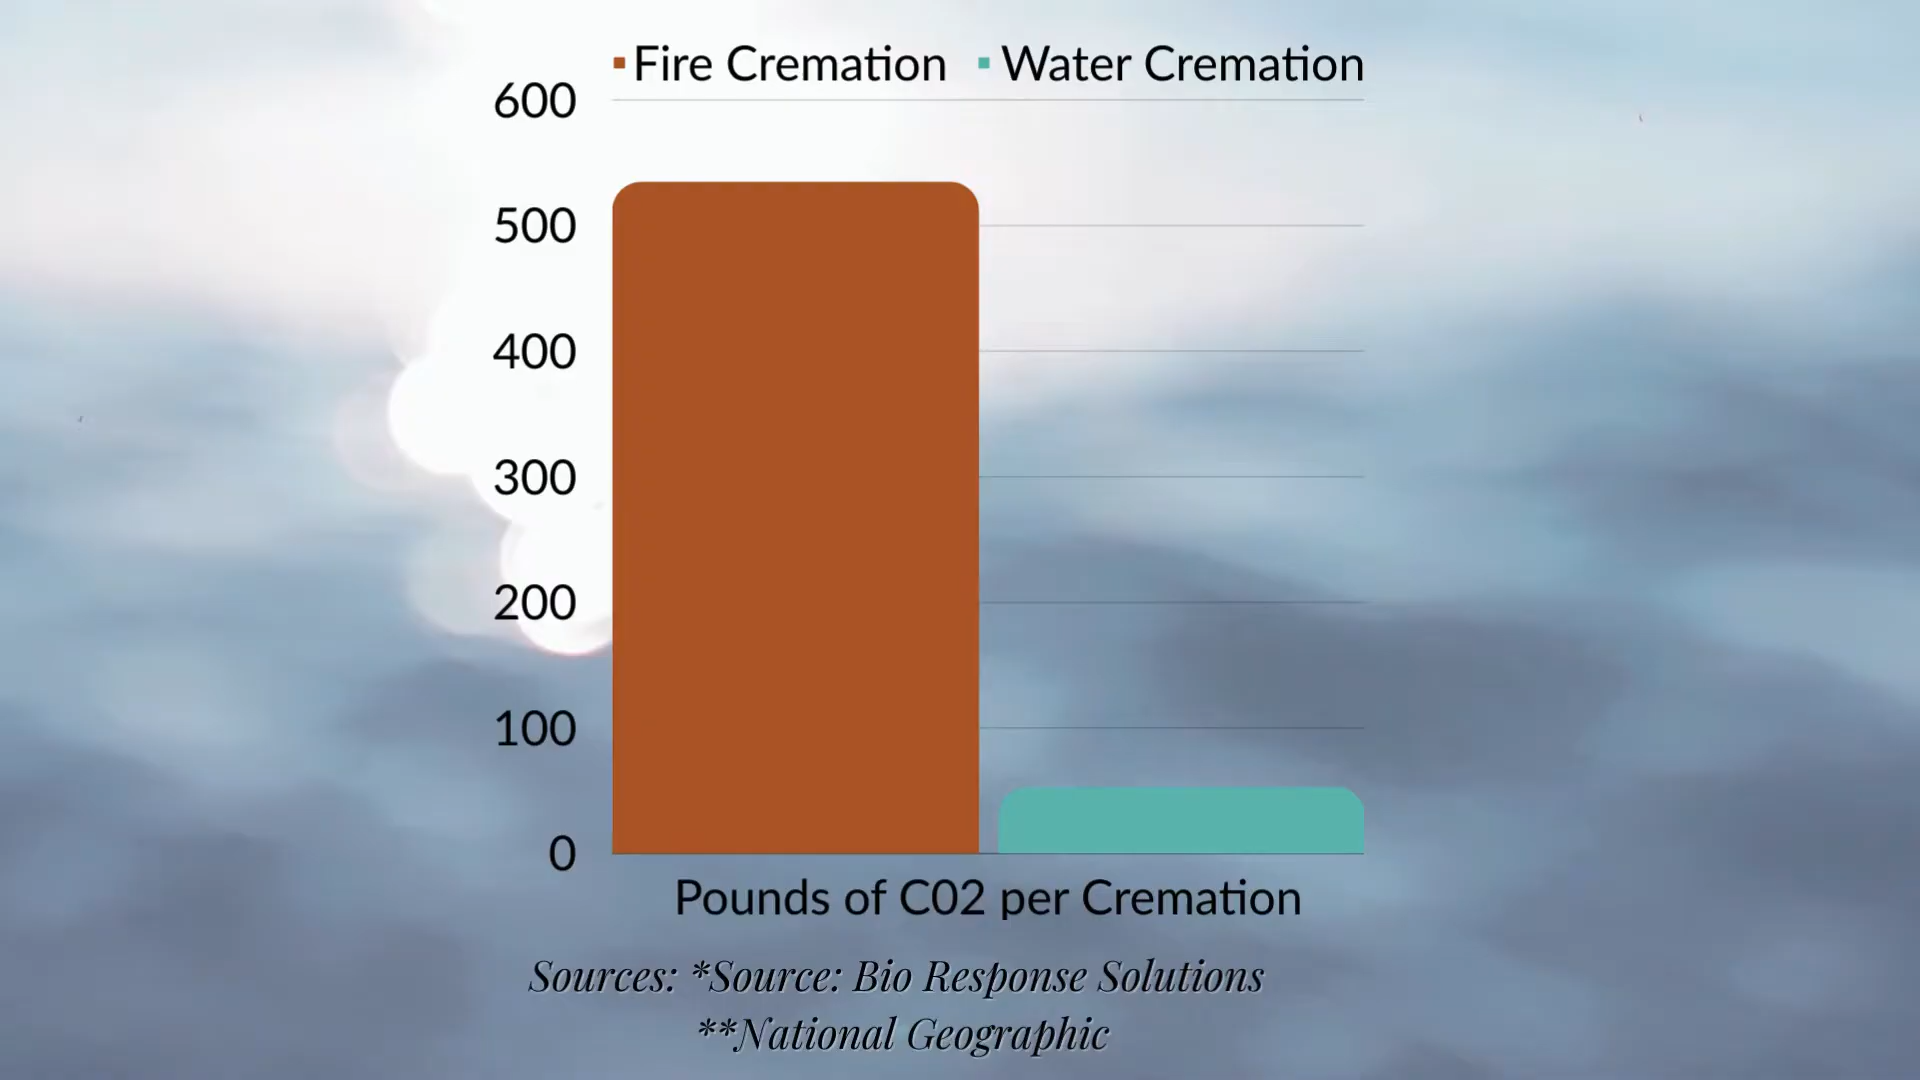 Fire Cremation Water Cremation
600
500
400
300
200
100
0
Pounds of C02 per Cremation
Sources: *Source: Bio Response Solutions
**National Geographic